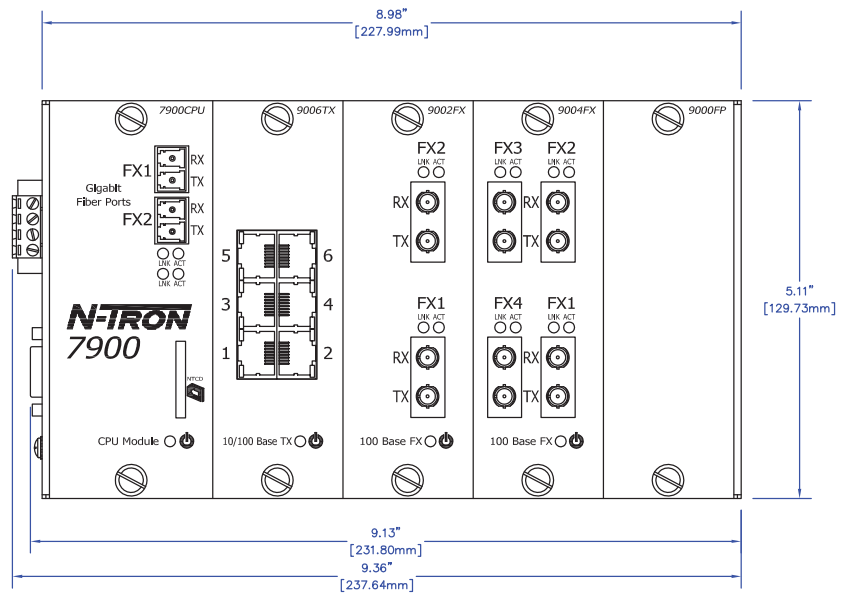 8.98"
[227.99mm]
7900CPU
9006TX
9002FX
9004FX
9000FP
FX1
RX
TX
Gigabit
Fiber Ports
FX2
RX
TX
LNK ACT
LNK ACT
N-TRON
7900
NTCD
CPU Module
5
6
3
4
1
2
10/100 Base TX
FX2
LNK ACT
RX
TX
FX1
LNK ACT
RX
TX
100 Base FX
FX3
FX2
LNK ACT
LNK ACT
RX
TX
FX4
FX1
LNK ACT
LNK ACT
RX
TX
100 Base FX
5.11"
[129.73mm]
9.13"
[231.80mm]
9.36"
[237.64mm]